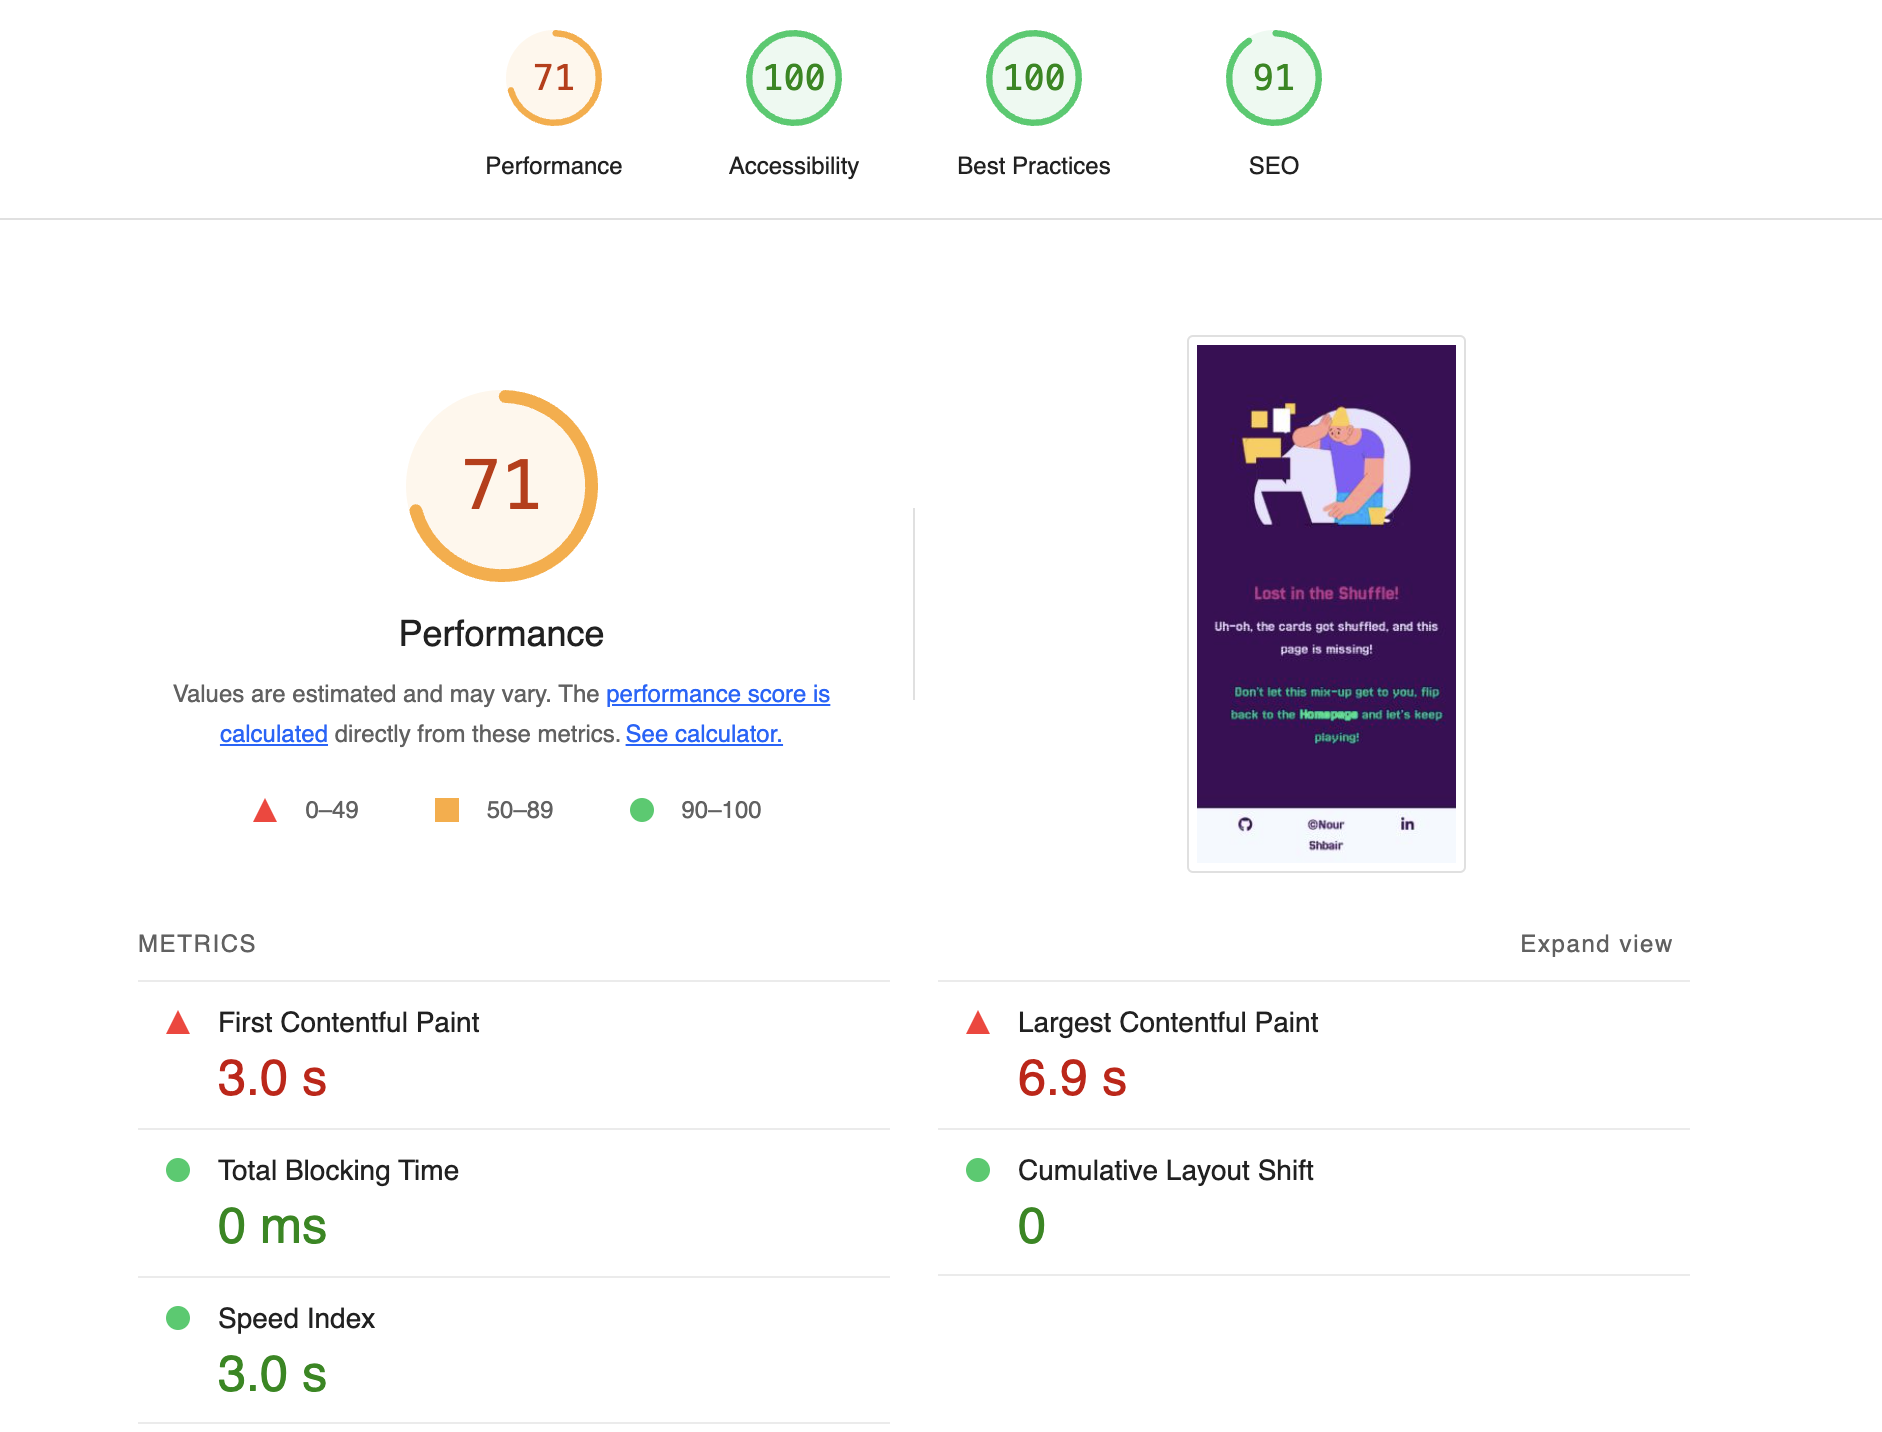 71
100
100
91
Performance
Accessibility
Best Practices
SEO
71
Performance
Values are estimated and may vary. The performance score is
calculated directly from these metrics. See calculator.
0–49
50–89
90–100
Lost in the Shuffle!
Uh-oh, the cards got shuffled, and this
page is missing!
Don't let this mix-up get to you, flip
back to the Homepage and let's keep
playing!
©Nour
Shbair
METRICS
Expand view
First Contentful Paint
3.0 s
Largest Contentful Paint
6.9 s
Total Blocking Time
0 ms
Cumulative Layout Shift
0
Speed Index
3.0 s